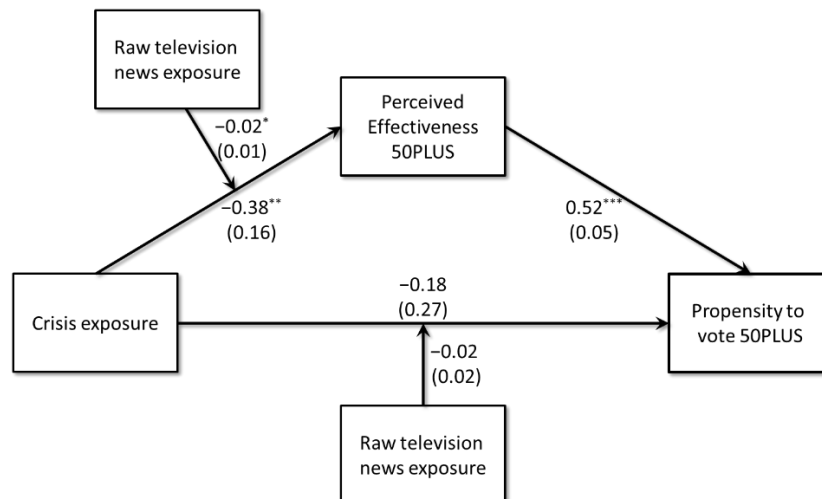 Raw television
news exposure
Perceived
Effectiveness
50PLUS
−0.02*
(0.01)
−0.38**
(0.16)
0.52***
(0.05)
Crisis exposure
−0.18
(0.27)
Propensity to
vote 50PLUS
−0.02
(0.02)
Raw television
news exposure